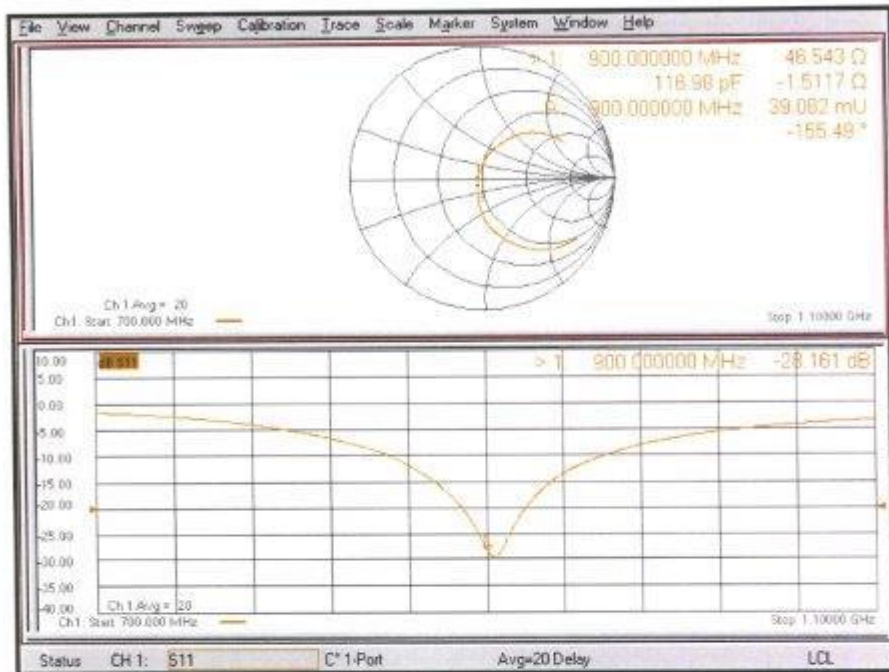 File View Channel Sweep Calibration Trace Scale Marker System Window Help
> 1 900.000000 MHz 46.543 Ω
116.98 pF -1.5117 Ω
900.000000 MHz 39.082 mU
-155.49 °
Ch 1 Avg = 20
Ch1: Start 700.000 MHz
Stop 1.10000 GHz
10.00 dB S11
> 1 900.000000 MHz -28.161 dB
5.00
0.00
-5.00
-10.00
-15.00
-20.00
-25.00
-30.00
-35.00
-40.00
Ch 1 Avg = 20
Ch1: Start 700.000 MHz
Stop 1.10000 GHz
Status CH 1: S11 C* 1-Port Avg=20 Delay LCL